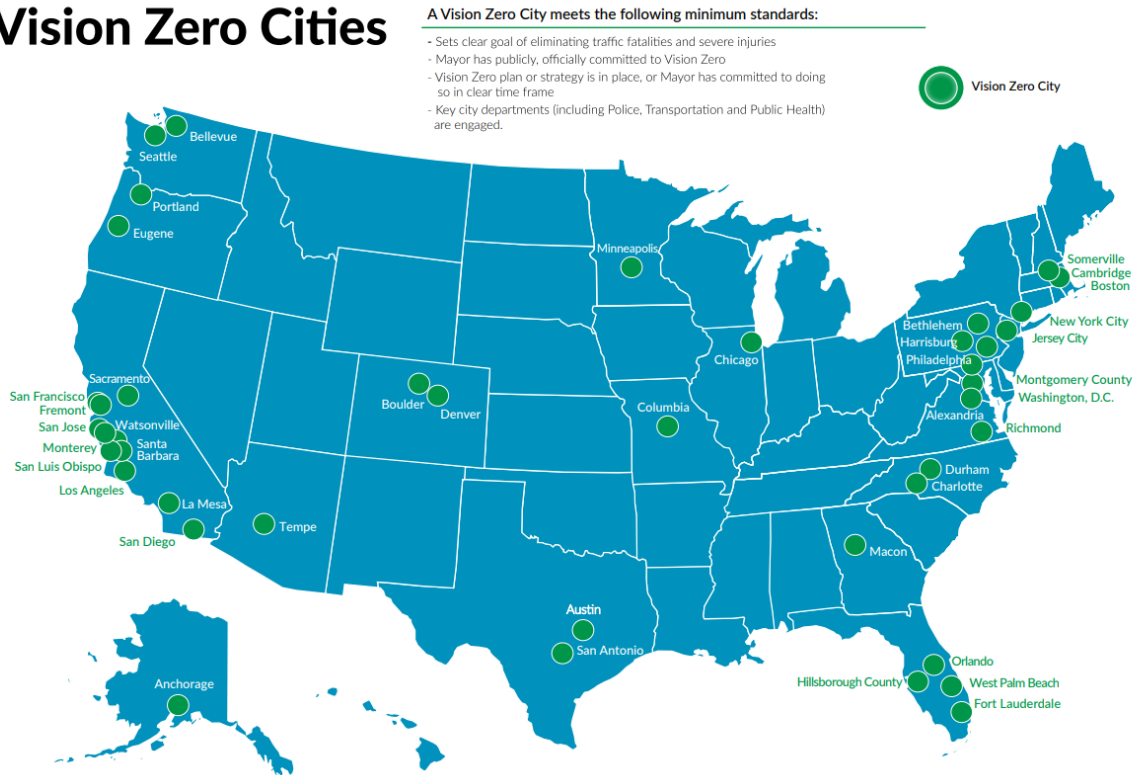 Vision Zero Cities
A Vision Zero City meets the following minimum standards:
- Sets clear goal of eliminating traffic fatalities and severe injuries
- Mayor has publicly, officially committed to Vision Zero
- Vision Zero plan or strategy is in place, or Mayor has committed to doing
so in clear time frame
- Key city departments (including Police, Transportation and Public Health)
are engaged.
Vision Zero City
Bellevue
Seattle
Portland
Eugene
Minneapolis
Somerville
Cambridge
Boston
New York City
Bethlehem
Jersey City
Harrisburg
Philadelphia
Chicago
Montgomery County
Washington, D.C.
Alexandria
Richmond
Sacramento
San Francisco
Fremont
San Jose
Watsonville
Monterey
Santa
Barbara
San Luis Obispo
Los Angeles
La Mesa
San Diego
Boulder
Denver
Columbia
Tempe
Durham
Charlotte
Macon
Austin
San Antonio
Orlando
Hillsborough County
West Palm Beach
Fort Lauderdale
Anchorage